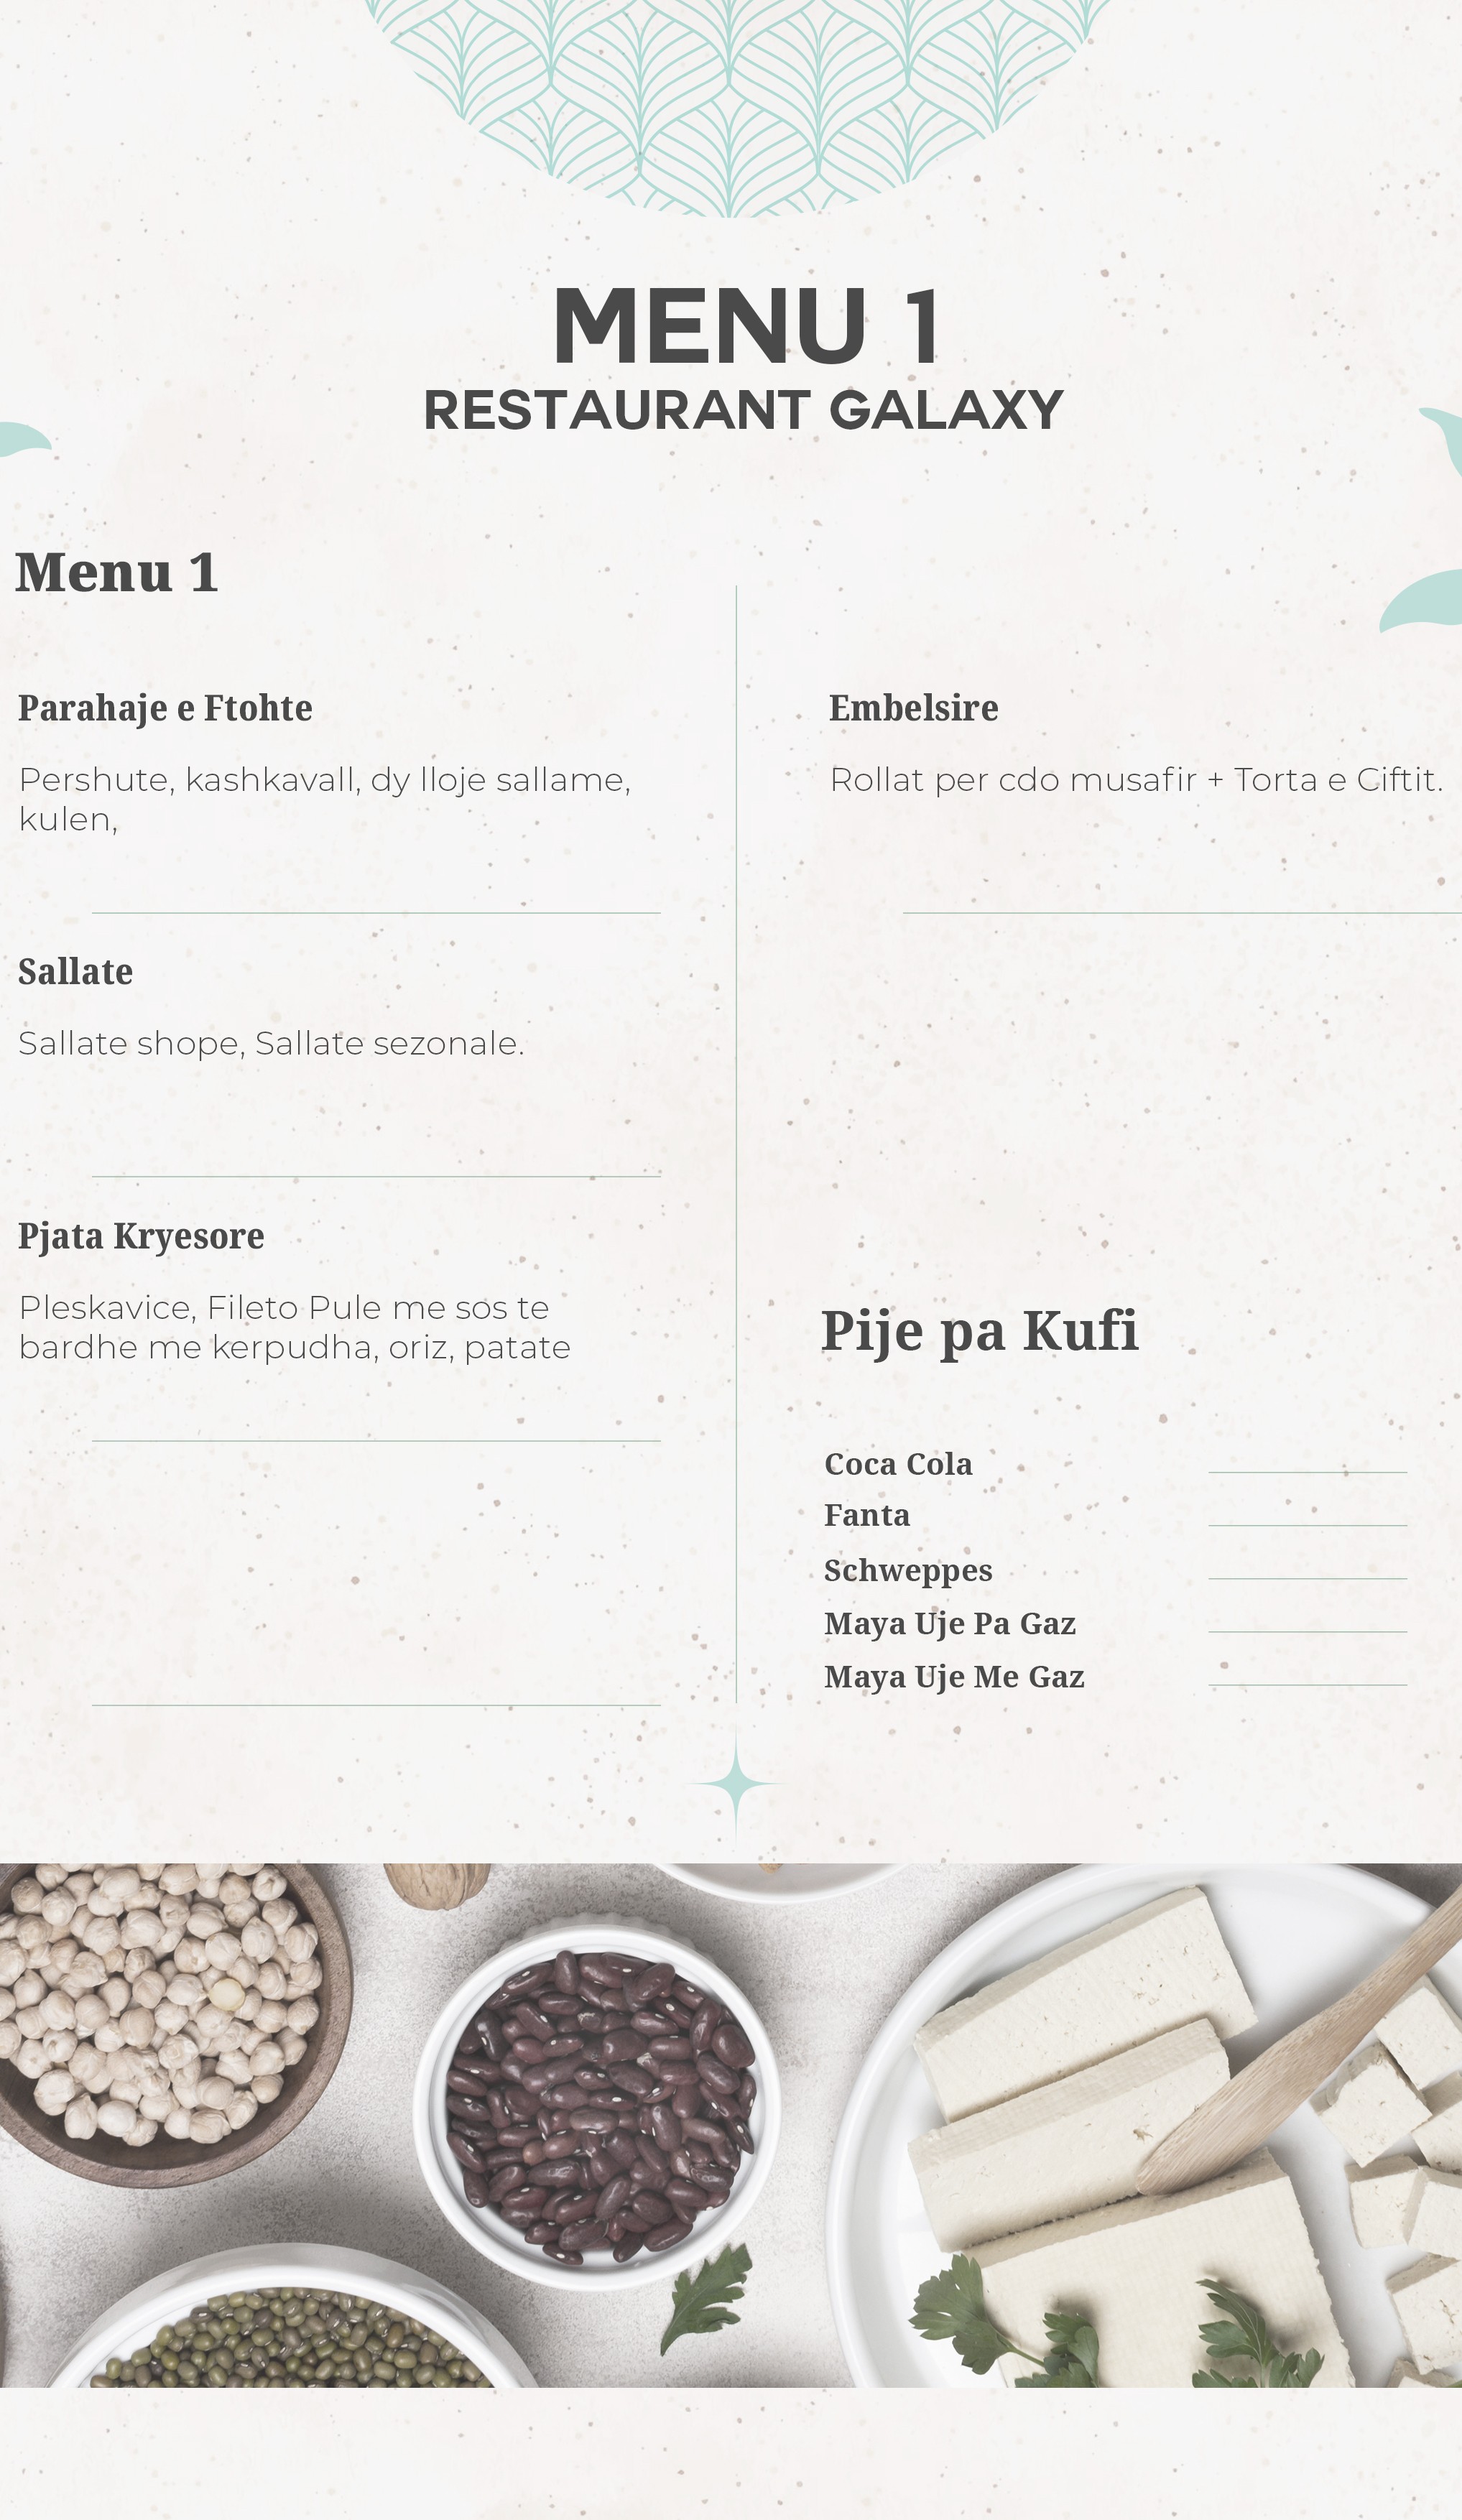 MENU 1
RESTAURANT GALAXY
Menu 1
Parahaje e Ftohte
Pershute, kashkavall, dy lloje sallame,
kulen,
Sallate
Sallate shope, Sallate sezonale.
Pjata Kryesore
Pleskavice, Fileto Pule me sos te
bardhe me kerpudha, oriz, patate
Embelsire
Rollat per cdo musafir + Torta e Ciftit.
Pije pa Kufi
Coca Cola
Fanta
Schweppes
Maya Uje Pa Gaz
Maya Uje Me Gaz